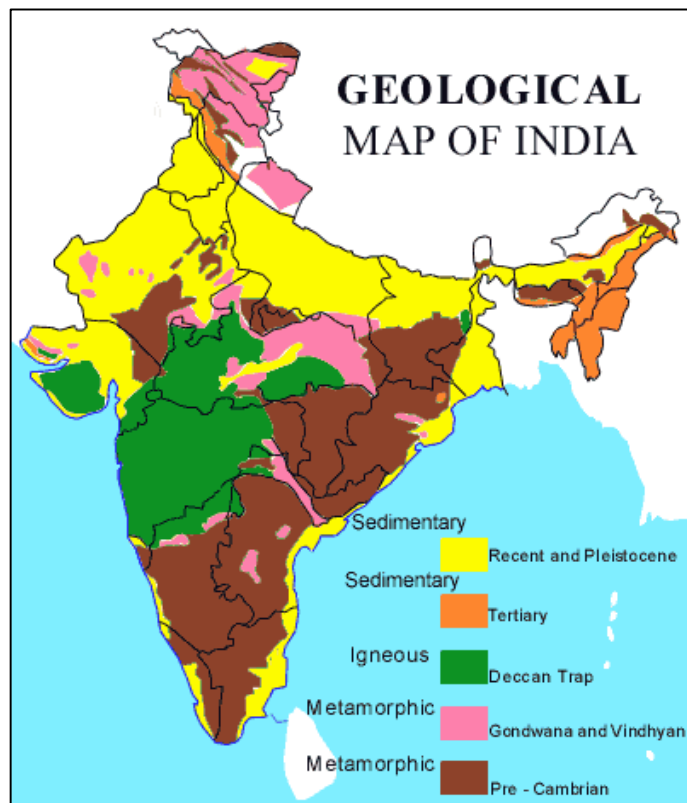 GEOLOGICAL
MAP OF INDIA
Sedimentary
Recent and Pleistocene
Sedimentary
Tertiary
Igneous
Deccan Trap
Metamorphic
Gondwana and Vindhyan
Metamorphic
Pre - Cambrian